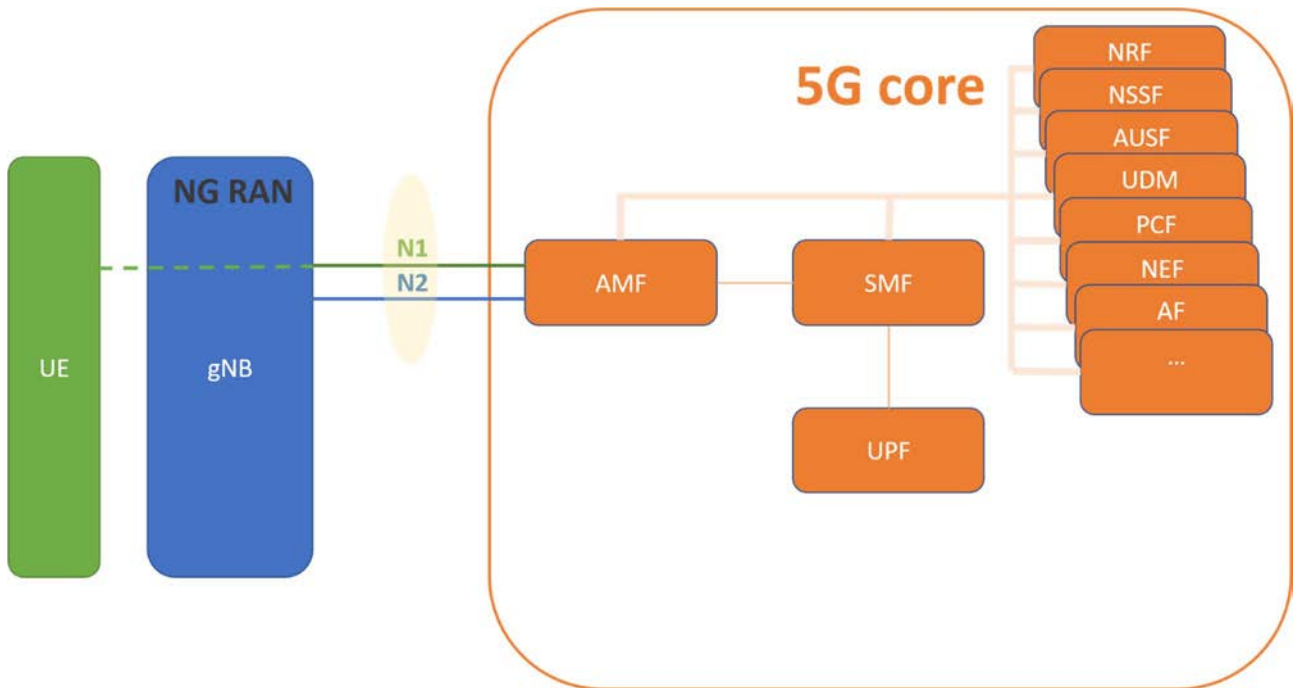 5G core
NRF
NSSF
AUSF
UDM
PCF
NEF
AF
...
NG RAN
N1
N2
AMF
SMF
UE
gNB
UPF